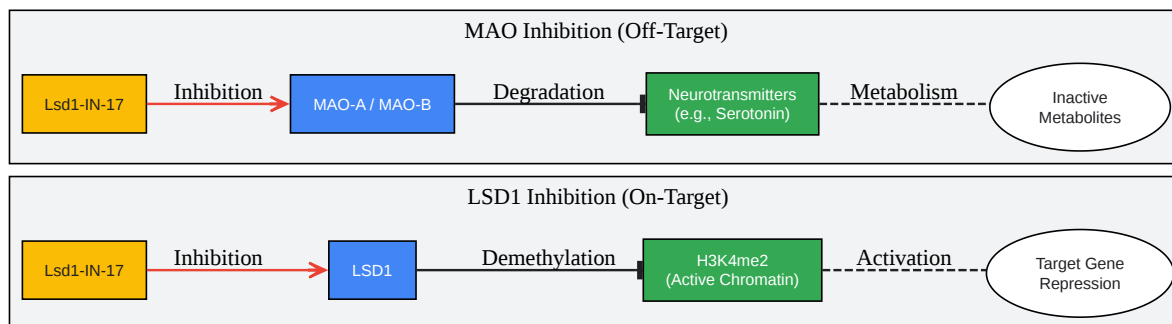 MAO Inhibition (Off-Target)
Lsd1-IN-17
Inhibition
MAO-A / MAO-B
Degradation
Neurotransmitters
(e.g., Serotonin)
Metabolism
Inactive
Metabolites
LSD1 Inhibition (On-Target)
Lsd1-IN-17
Inhibition
LSD1
Demethylation
H3K4me2
(Active Chromatin)
Activation
Target Gene
Repression